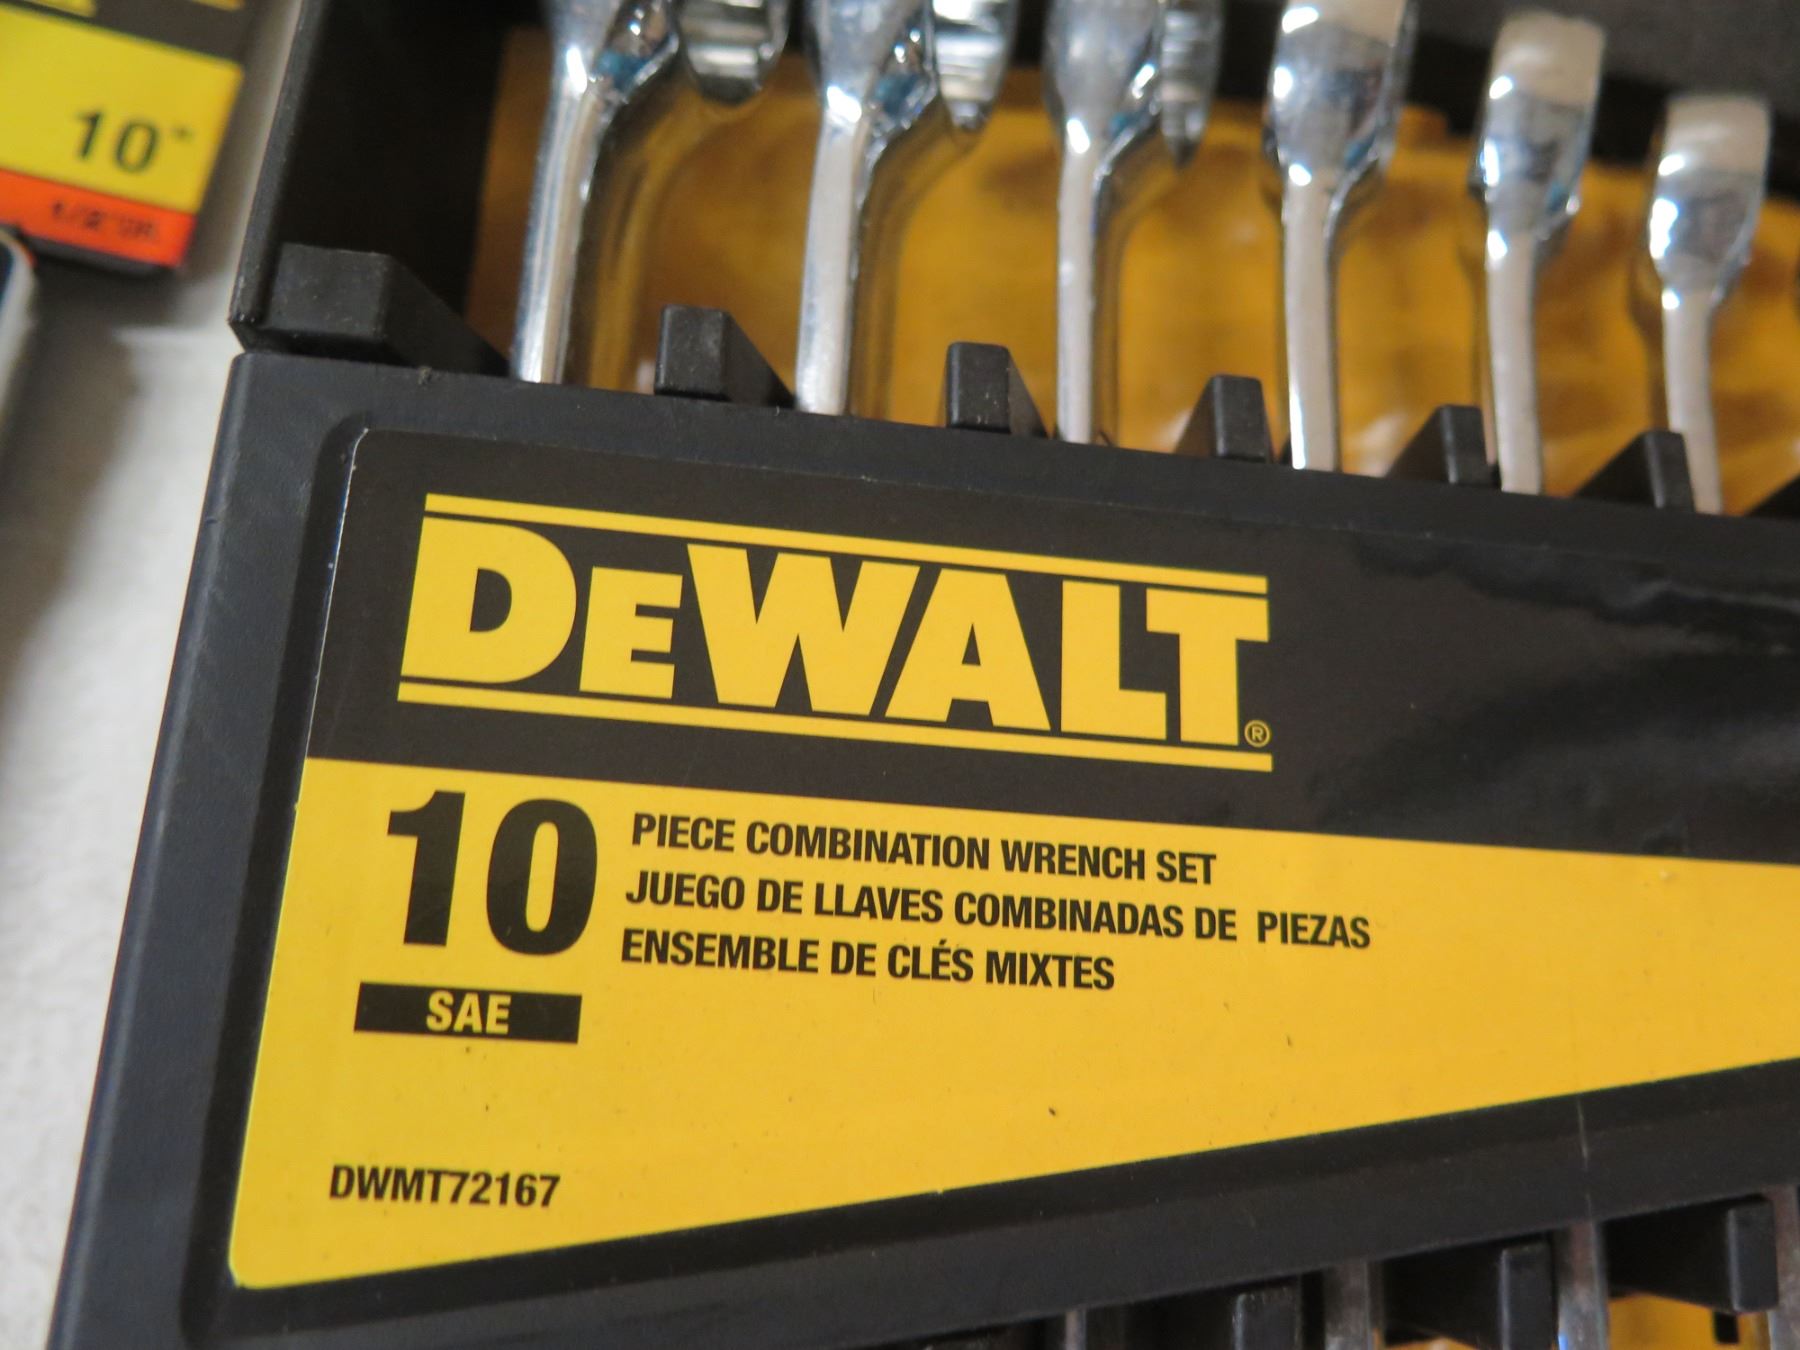 10"
DEWALT®
10
PIECE COMBINATION WRENCH SET
JUEGO DE LLAVES COMBINADAS DE PIEZAS
ENSEMBLE DE CLÉS MIXTES
SAE
DWMT72167